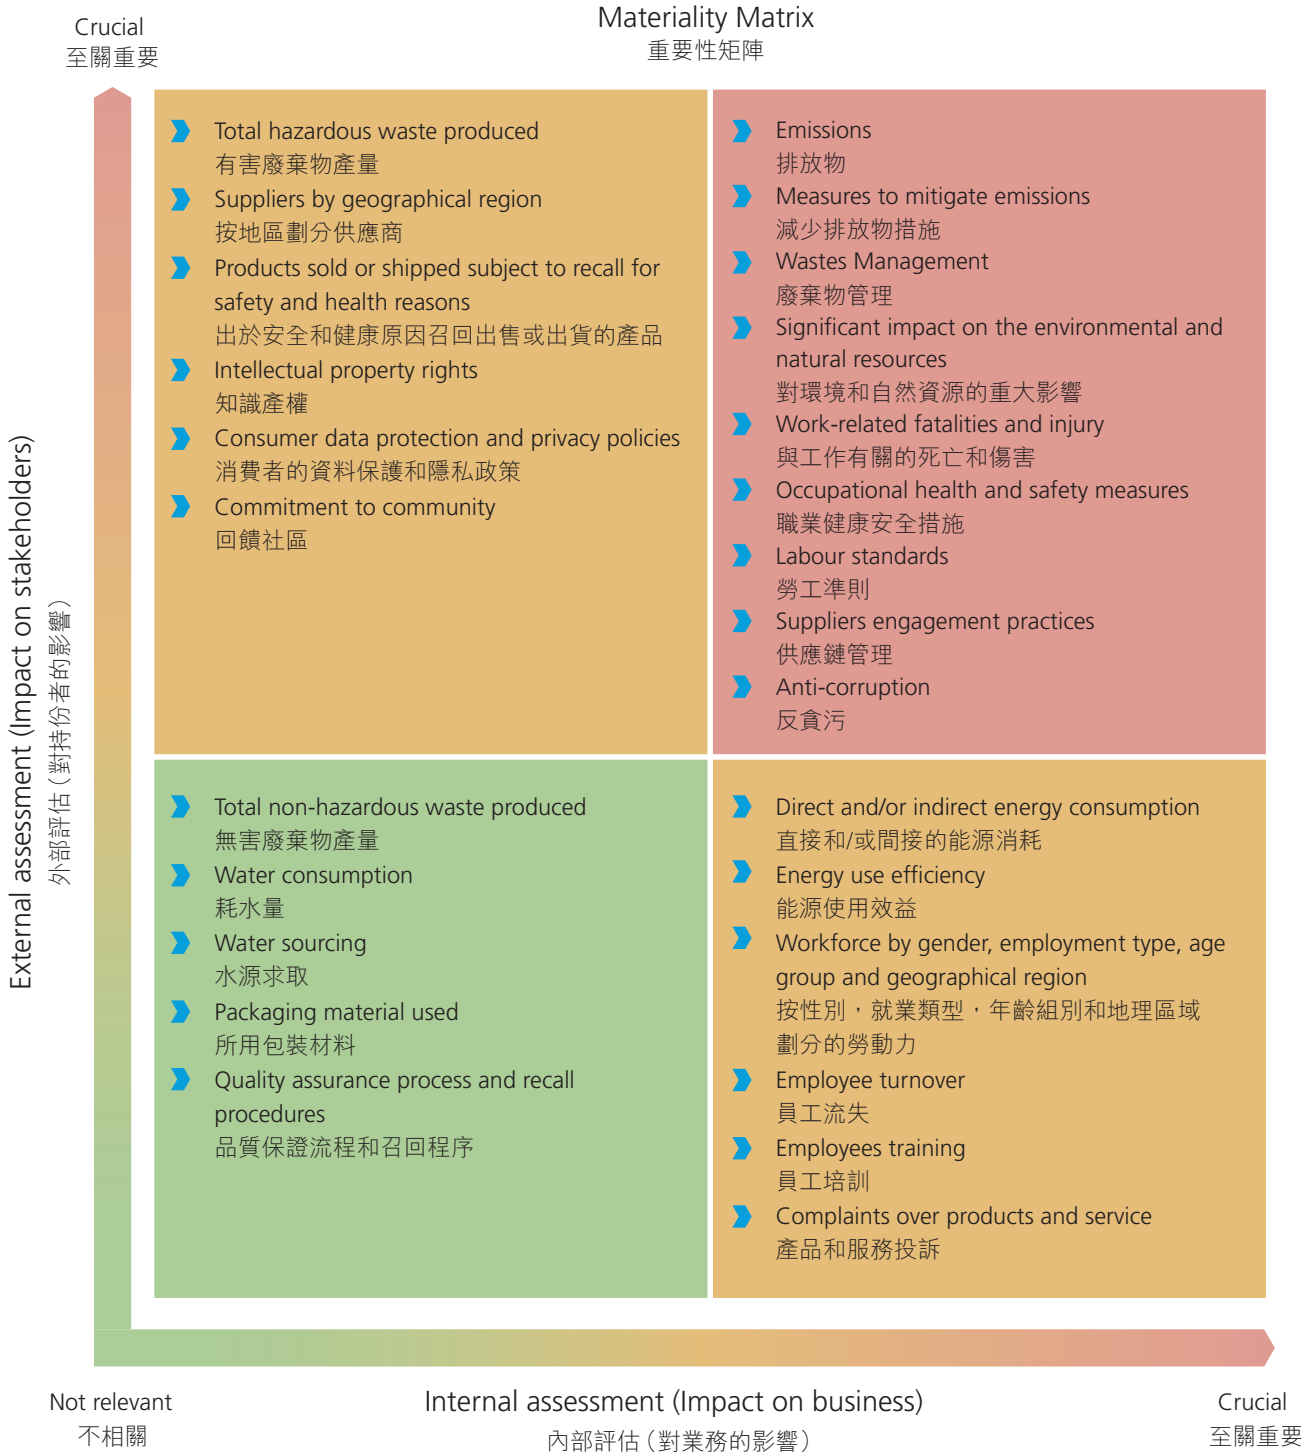 Materiality Matrix
重要性矩陣
Crucial
至關重要
External assessment (Impact on stakeholders)
外部評估（對持份者的影響）
Total hazardous waste produced
有害廢棄物產量
Suppliers by geographical region
按地區劃分供應商
Products sold or shipped subject to recall for
safety and health reasons
出於安全和健康原因召回出售或出貨的產品
Intellectual property rights
知識產權
Consumer data protection and privacy policies
消費者的資料保護和隱私政策
Commitment to community
回饋社區
Emissions
排放物
Measures to mitigate emissions
減少排放物措施
Wastes Management
廢棄物管理
Significant impact on the environmental and
natural resources
對環境和自然資源的重大影響
Work-related fatalities and injury
與工作有關的死亡和傷害
Occupational health and safety measures
職業健康安全措施
Labour standards
勞工準則
Suppliers engagement practices
供應鏈管理
Anti-corruption
反貪污
Total non-hazardous waste produced
無害廢棄物產量
Water consumption
耗水量
Water sourcing
水源求取
Packaging material used
所用包裝材料
Quality assurance process and recall
procedures
品質保證流程和召回程序
Direct and/or indirect energy consumption
直接和/或間接的能源消耗
Energy use efficiency
能源使用效益
Workforce by gender, employment type, age
group and geographical region
按性別，就業類型，年齡組別和地理區域
劃分的勞動力
Employee turnover
員工流失
Employees training
員工培訓
Complaints over products and service
產品和服務投訴
Not relevant
不相關
Internal assessment (Impact on business)
內部評估（對業務的影響）
Crucial
至關重要